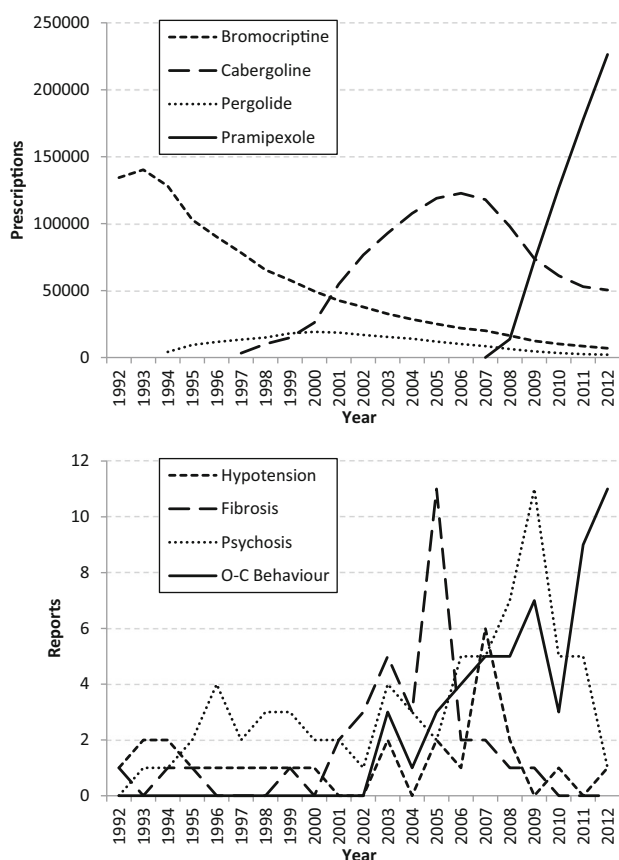 250000
200000
150000
100000
50000
0
Prescriptions
Bromocriptine
Cabergoline
Pergolide
Pramipexole
1992 1993 1994 1995 1996 1997 1998 1999 2000 2001 2002 2003 2004 2005 2006 2007 2008 2009 2010 2011 2012
Year
12
10
8
6
4
2
0
Reports
Hypotension
Fibrosis
Psychosis
O-C Behaviour
1992 1993 1994 1995 1996 1997 1998 1999 2000 2001 2002 2003 2004 2005 2006 2007 2008 2009 2010 2011 2012
Year